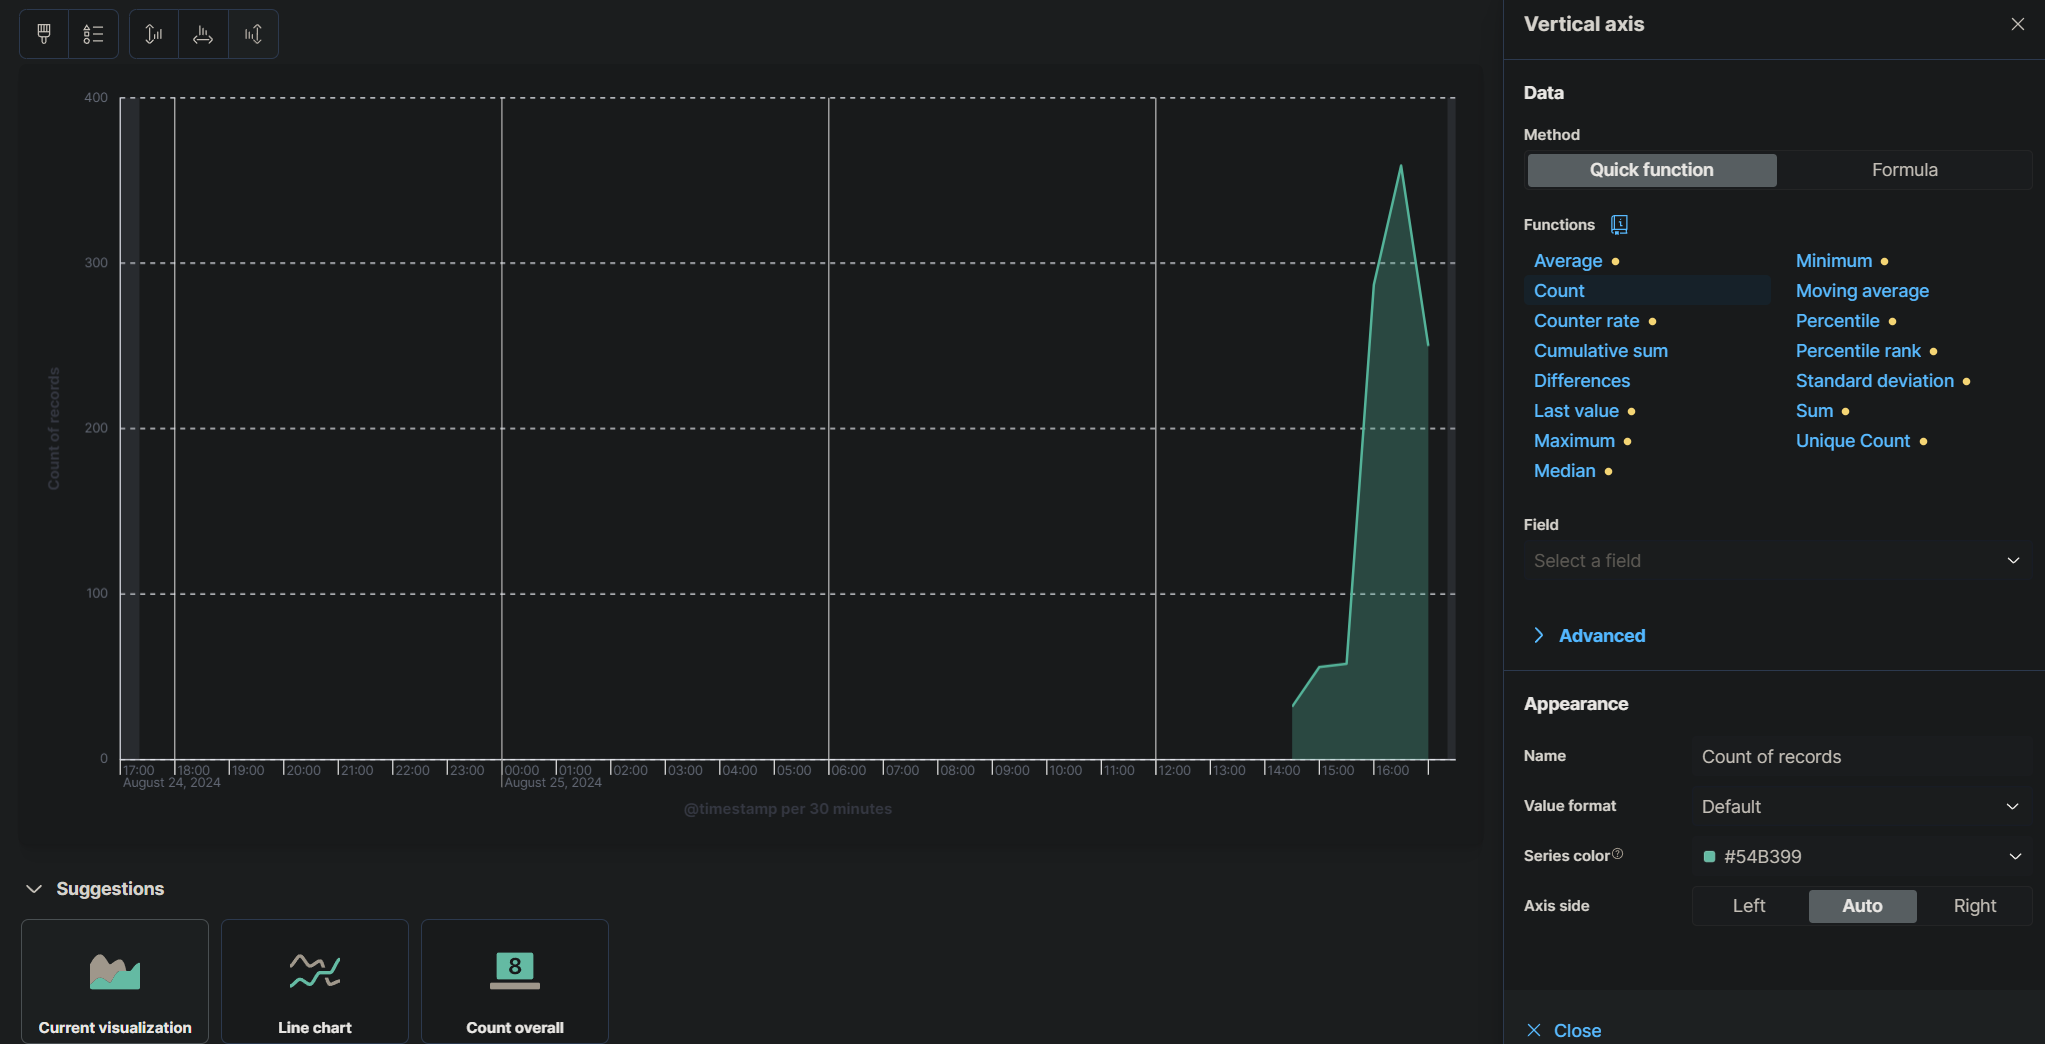 Vertical axis
Data
Method
Quick function Formula
Functions
Average Minimum
Count Moving average
Counter rate Percentile
Cumulative sum Percentile rank
Differences Standard deviation
Last value Sum
Maximum Unique Count
Median
Field
Select a field
Advanced
Appearance
Name Count of records
Value format Default
Series color #54B399
Axis side Left Auto Right
Close
400
300
200
100
0
Count of records
17:00 18:00 19:00 20:00 21:00 22:00 23:00 00:00 01:00 02:00 03:00 04:00 05:00 06:00 07:00 08:00 09:00 10:00 11:00 12:00 13:00 14:00 15:00 16:00
August 24, 2024 August 25, 2024
@timestamp per 30 minutes
Suggestions
8
Current visualization Line chart Count overall